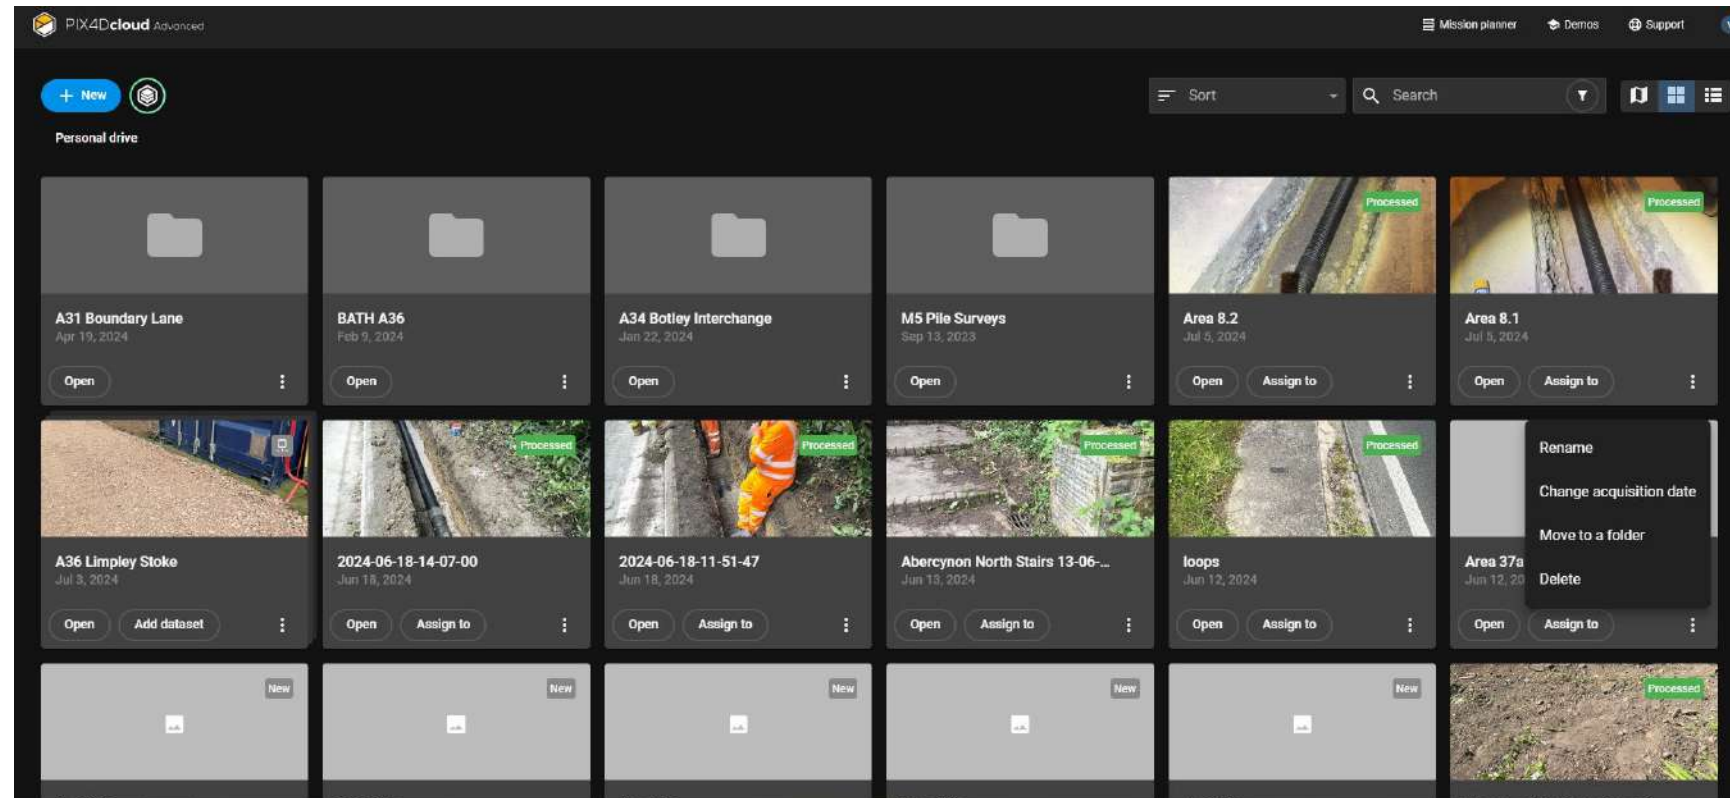 PIX4Dcloud Advanced
Mission planner
Demos
Support
+ New
Sort
Search
Personal drive
A31 Boundary Lane
Apr 19, 2024
Open
BATH A36
Feb 9, 2024
Open
A34 Botley Interchange
Jan 22, 2024
Open
M5 Pile Surveys
Sep 13, 2023
Open
Processed
Area 8.2
Jul 5, 2024
Open Assign to
Processed
Area 8.1
Jul 5, 2024
Open Assign to
A36 Limpley Stoke
Jul 3, 2024
Open Add dataset
Processed
2024-06-18-14-07-00
Jun 18, 2024
Open Assign to
Processed
2024-06-18-11-51-47
Jun 18, 2024
Open Assign to
Processed
Abercynon North Stairs 13-06-...
Jun 13, 2024
Open Assign to
Processed
loops
Jun 12, 2024
Open Assign to
Area 37a
Jun 12, 20
Open Assign to
Rename
Change acquisition date
Move to a folder
Delete
New
New
New
New
New
Processed